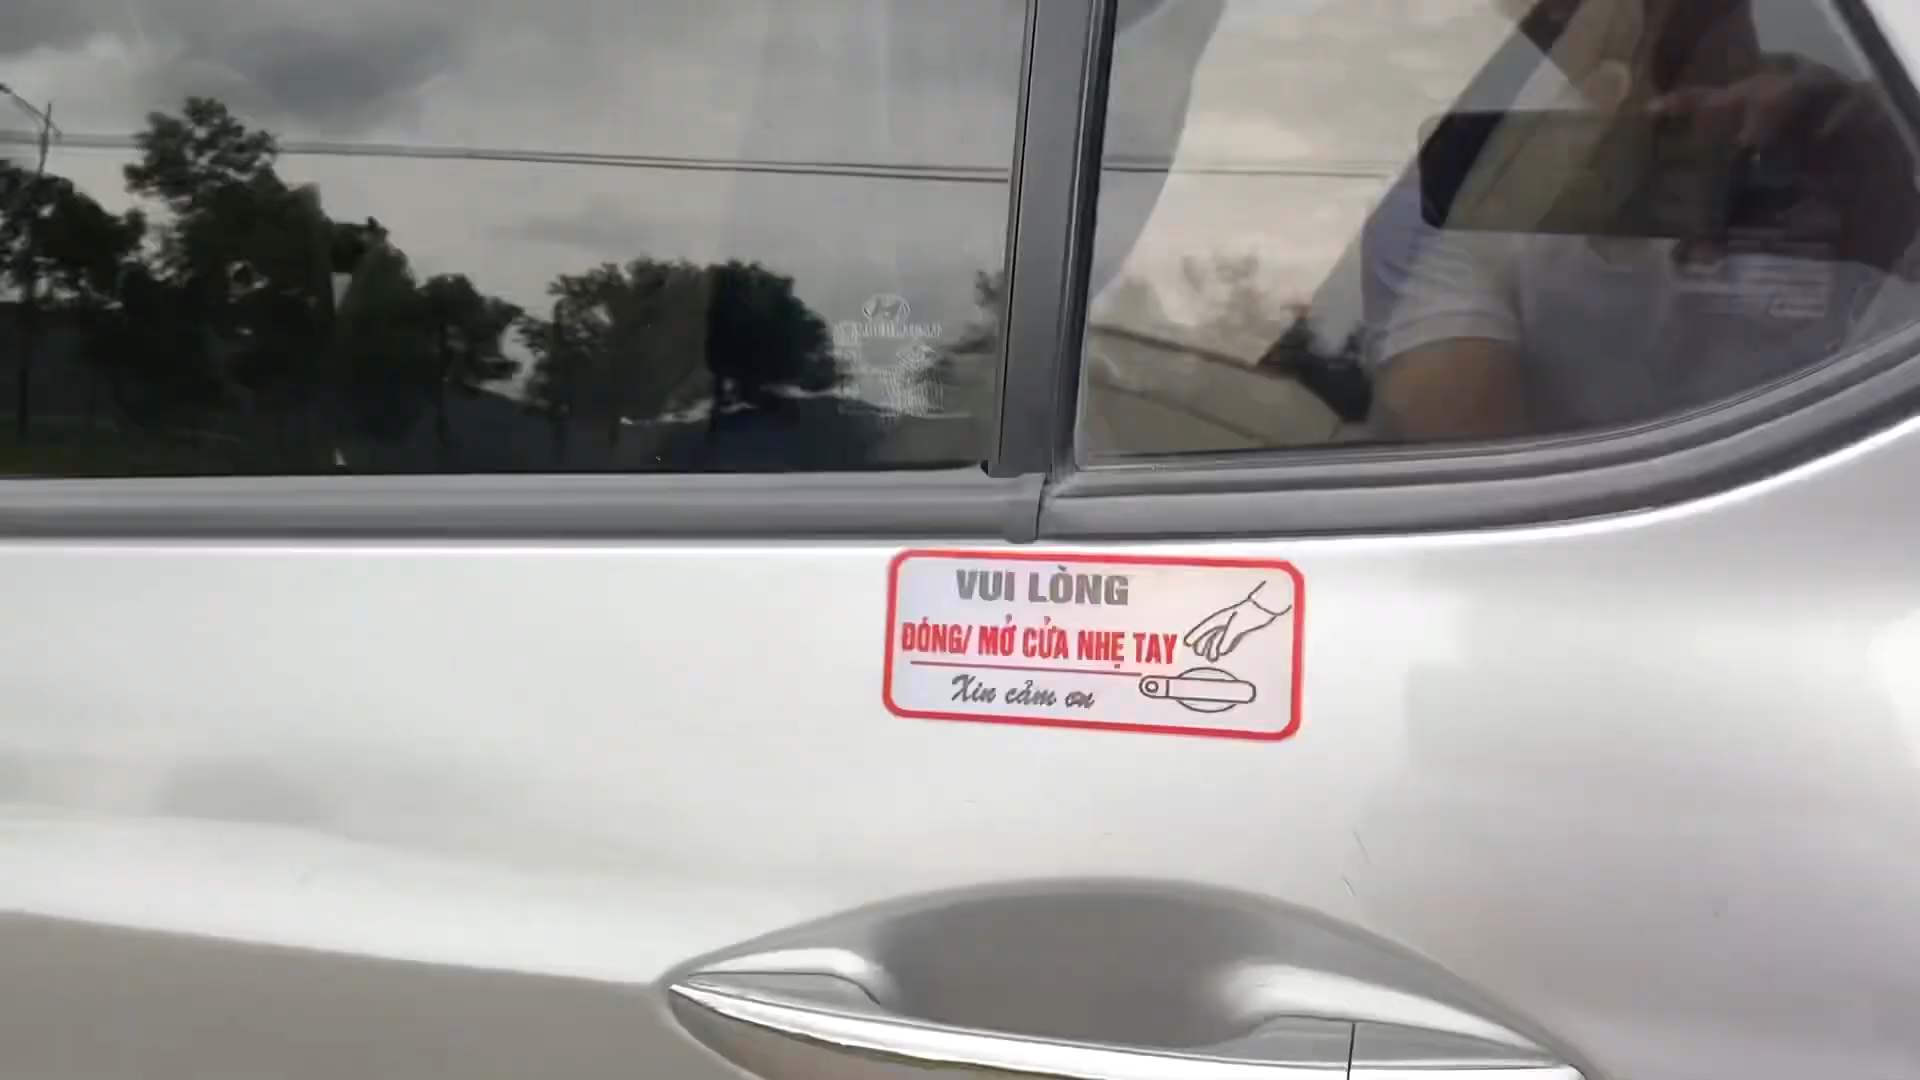 VUI LÒNG
ĐÓNG/ MỞ CỬA NHẸ TAY
Xin cảm ơn